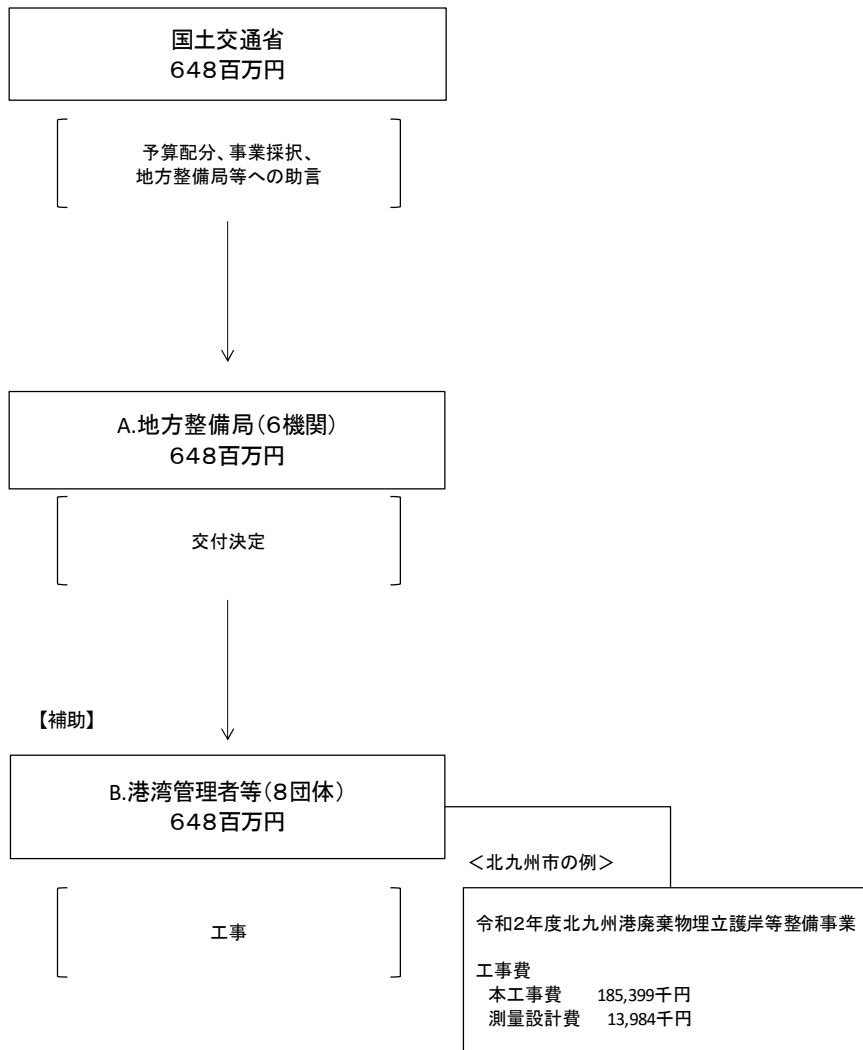 国土交通省
648百万円
予算配分、事業採択、
地方整備局等への助言
A.地方整備局（6機関）
648百万円
交付決定
【補助】
B.港湾管理者等（8団体）
648百万円
＜北九州市の例＞
工事
令和2年度北九州港廃棄物埋立護岸等整備事業
工事費
本工事費 185,399千円
測量設計費 13,984千円